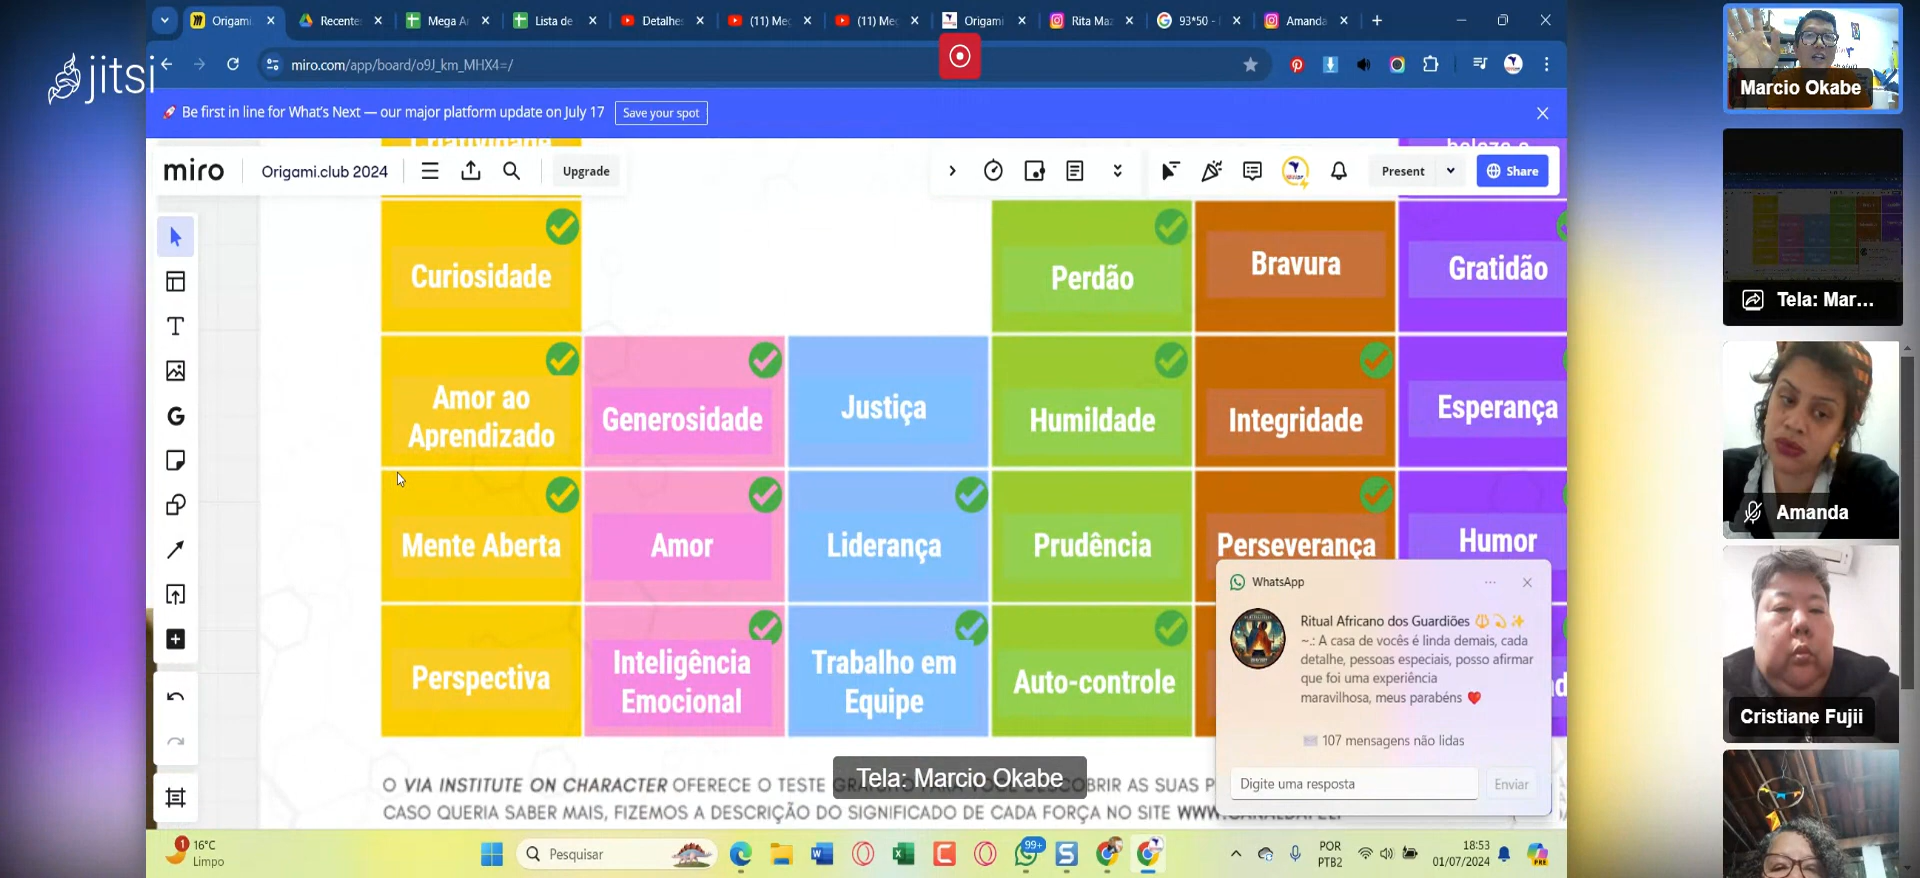 jitsi
Origami
Recente
Mega A
Lista de
Detalhe
(11) Me
(11) Me
Origami
Rita Ma
93*50 -
Amanda
miro.com/app/board/o9J_km_MHX4=/
🚀 Be first in line for What's Next — our major platform update on July 17
Save your spot
miro
Origami.club 2024
Upgrade
Present
Share
Criatividade
beleza e
Curiosidade
Perdão
Bravura
Gratidão
Amor ao
Aprendizado
Generosidade
Justiça
Humildade
Integridade
Esperança
Mente Aberta
Amor
Liderança
Prudência
Perseverança
Humor
Perspectiva
Inteligência
Emocional
Trabalho em
Equipe
Auto-controle
d
WhatsApp
Ritual Africano dos Guardiões 🔱 💫 ✨
~.: A casa de vocês é linda demais, cada
detalhe, pessoas especiais, posso afirmar
que foi uma experiência
maravilhosa, meus parabéns ❤️
107 mensagens não lidas
Digite uma resposta
Enviar
O VIA INSTITUTE ON CHARACTER OFERECE O TESTE
CASO QUERIA SABER MAIS, FIZEMOS A DESCRIÇÃO DO SIGNIFICADO DE CADA FORÇA NO SITE
Tela: Marcio Okabe
1
16°C
Limpo
Pesquisar
99+
POR
PTB2
18:53
01/07/2024
PRE
Marcio Okabe
Tela: Mar...
Amanda
Cristiane Fujii